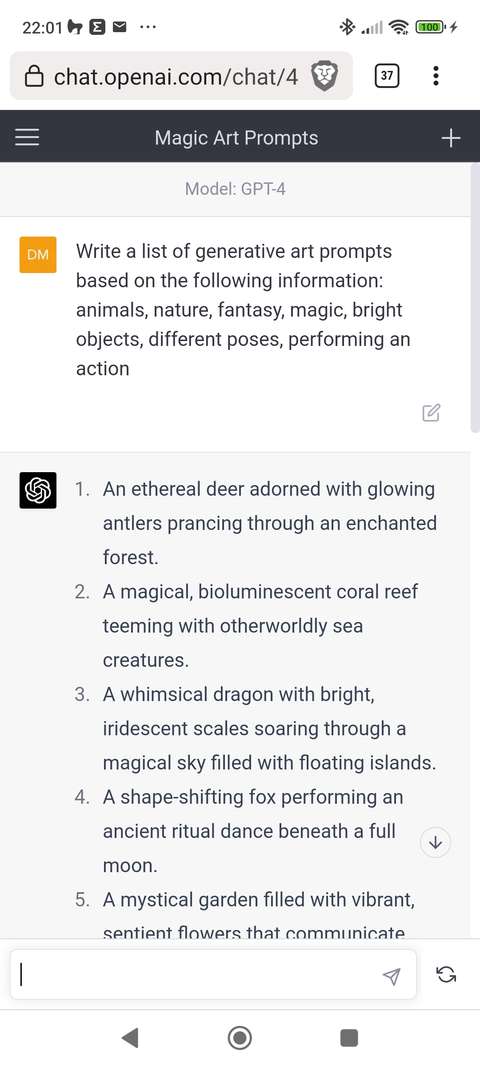 22:01
100
chat.openai.com/chat/4
37
Magic Art Prompts
Model: GPT-4
DM
Write a list of generative art prompts
based on the following information:
animals, nature, fantasy, magic, bright
objects, different poses, performing an
action
1. An ethereal deer adorned with glowing
antlers prancing through an enchanted
forest.
2. A magical, bioluminescent coral reef
teeming with otherworldly sea
creatures.
3. A whimsical dragon with bright,
iridescent scales soaring through a
magical sky filled with floating islands.
4. A shape-shifting fox performing an
ancient ritual dance beneath a full
moon.
5. A mystical garden filled with vibrant,
sentient flowers that communicate